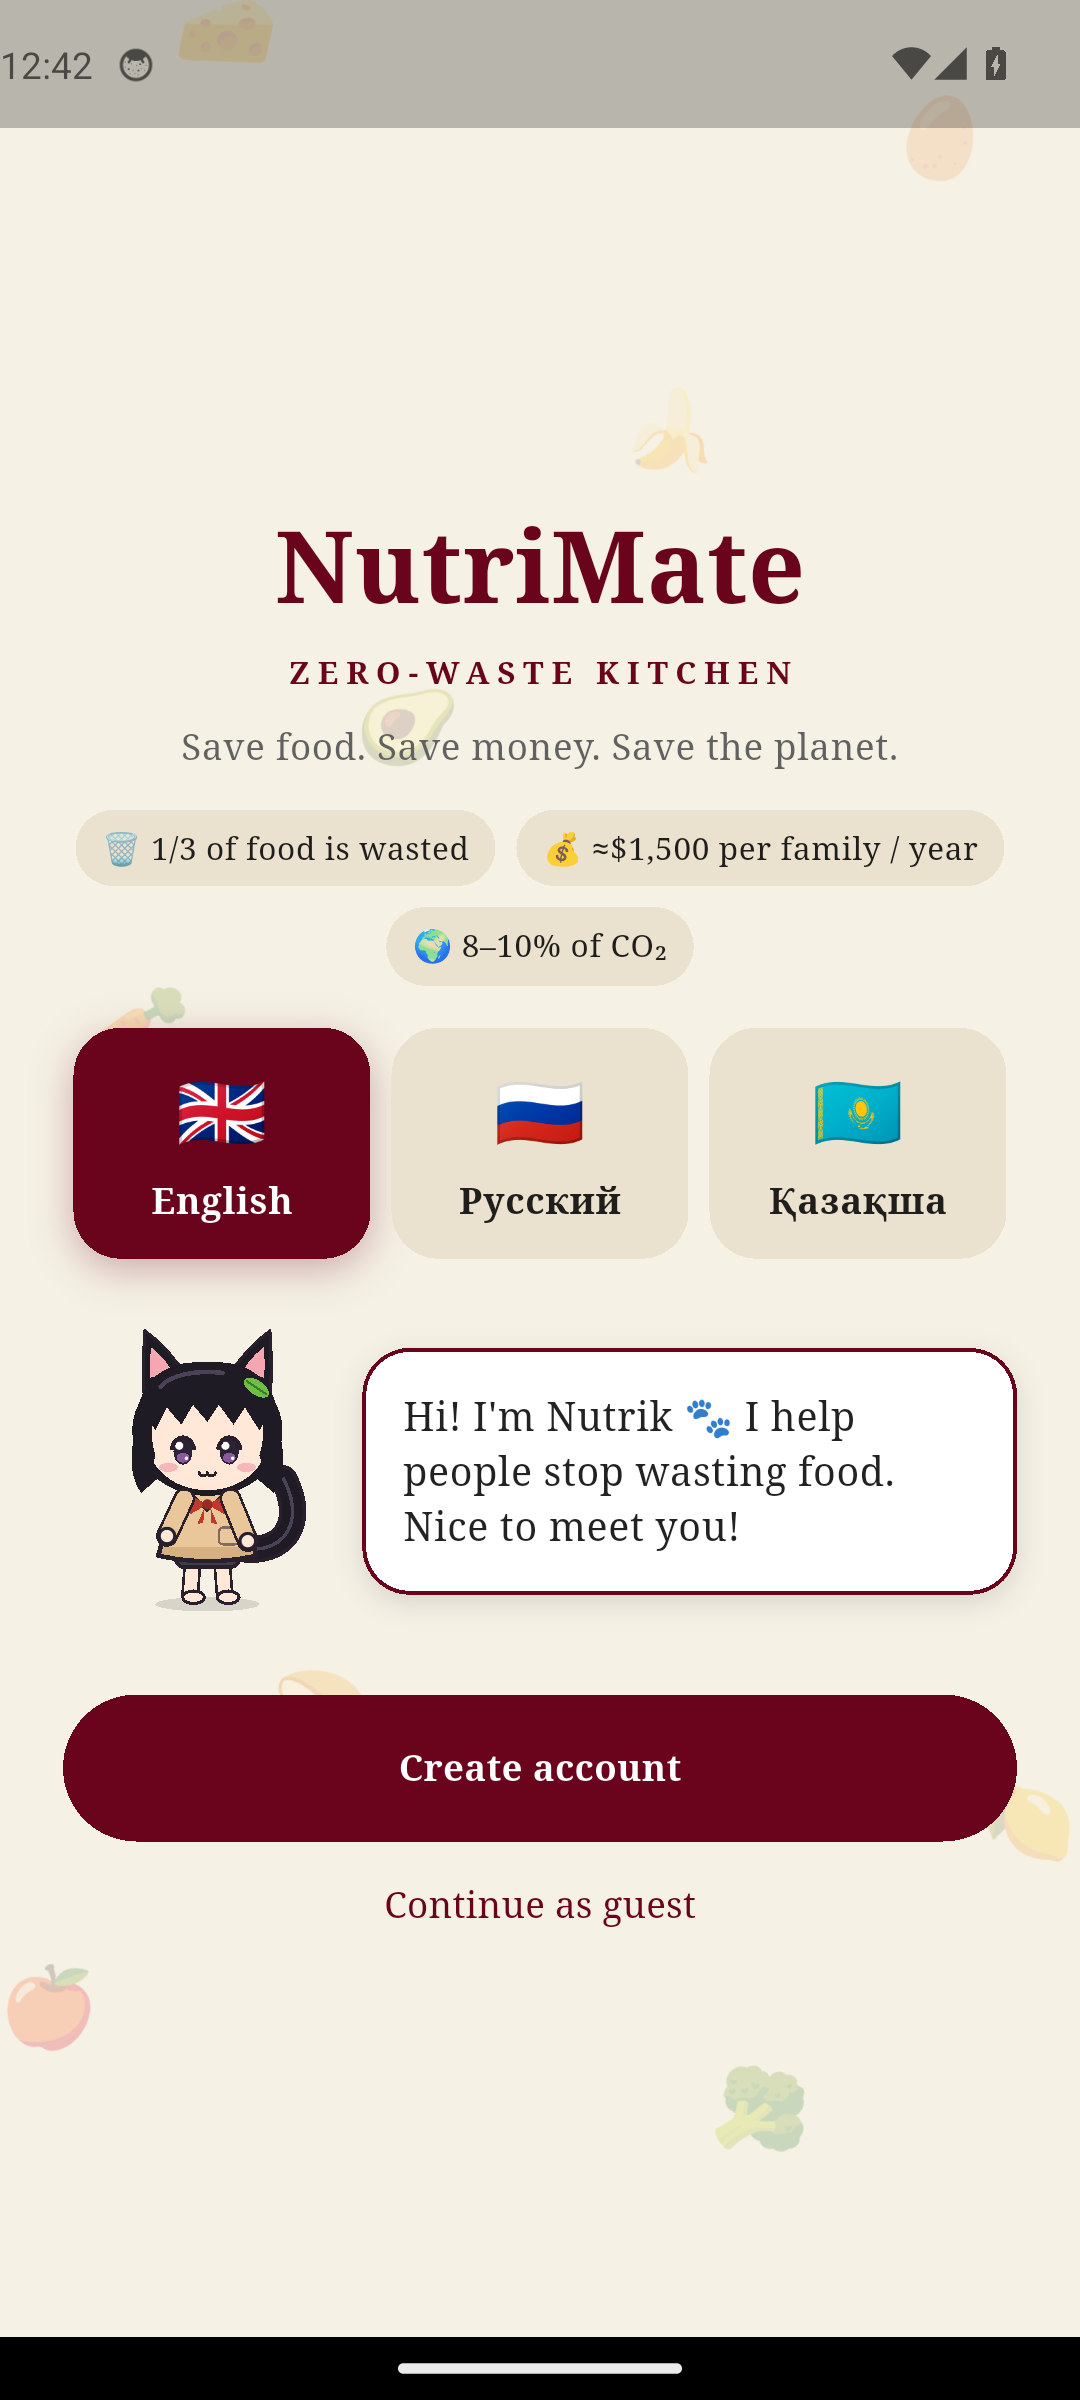 12:42
NutriMate
ZERO-WASTE KITCHEN
Save food. Save money. Save the planet.
🗑️ 1/3 of food is wasted
💰 ≈$1,500 per family / year
🌍 8–10% of CO₂
English
Русский
Қазақша
Hi! I'm Nutrik 🐾 I help
people stop wasting food.
Nice to meet you!
Create account
Continue as guest